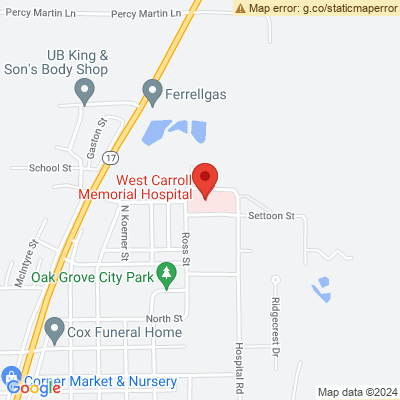 Percy Martin Ln
Percy Martin Ln
Map error: g.co/staticmaperror
UB King &
Son's Body Shop
Ferrellgas
Gaston St
17
School St
West Carroll
Memorial Hospital
Settoon St
N Koerner St
McIntyre St
Ross St
Oak Grove City Park
Ridgecrest Dr
North St
Cox Funeral Home
Hospital Rd
Corner Market & Nursery
Map data ©2024